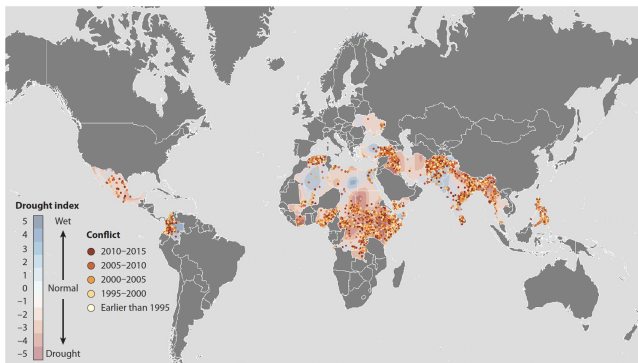 Drought index
5 Wet
4
3
2
1
0 Normal
−1
−2
−3
−4
−5 Drought
Conflict
2010–2015
2005–2010
2000–2005
1995–2000
Earlier than 1995